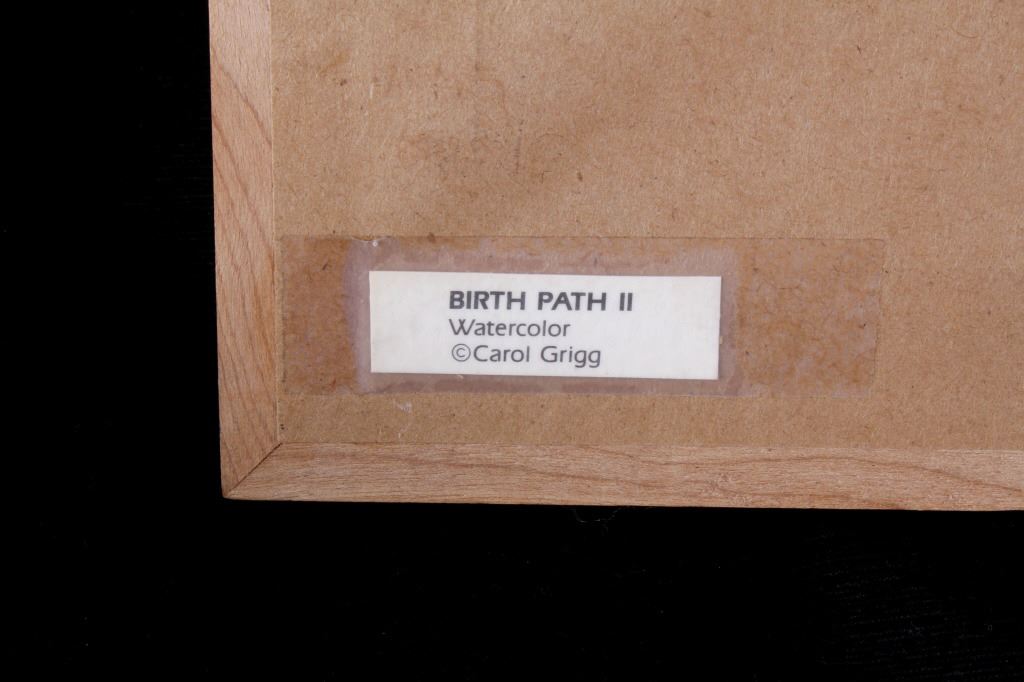 BIRTH PATH II
Watercolor
©Carol Grigg